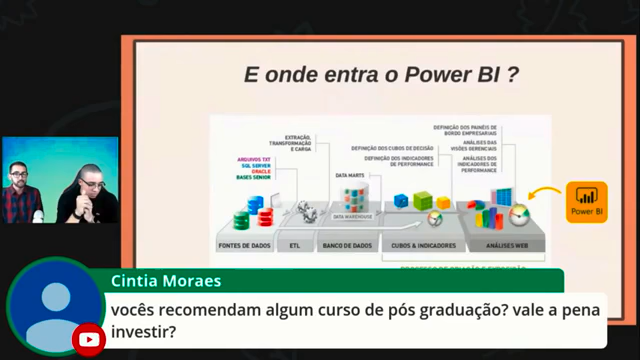 E onde entra o Power BI ?
EXTRAÇÃO,
TRANSFORMAÇÃO
E CARGA
ARQUIVOS TXT
SQL SERVER
ORACLE
BASES SENIOR
DATA MARTS
DATA WAREHOUSE
DEFINIÇÃO DOS CUBOS DE DECISÃO
DEFINIÇÃO DOS INDICADORES
DE PERFORMANCE
DEFINIÇÃO DOS PAINÉIS DE
BORDO EMPRESARIAIS
ANÁLISES DAS
VISÕES GERENCIAIS
ANÁLISES DOS
INDICADORES DE
PERFORMANCE
Power BI
FONTES DE DADOS
ETL
BANCO DE DADOS
CUBOS & INDICADORES
ANÁLISES WEB
Cintia Moraes
vocês recomendam algum curso de pós graduação? vale a pena
investir?